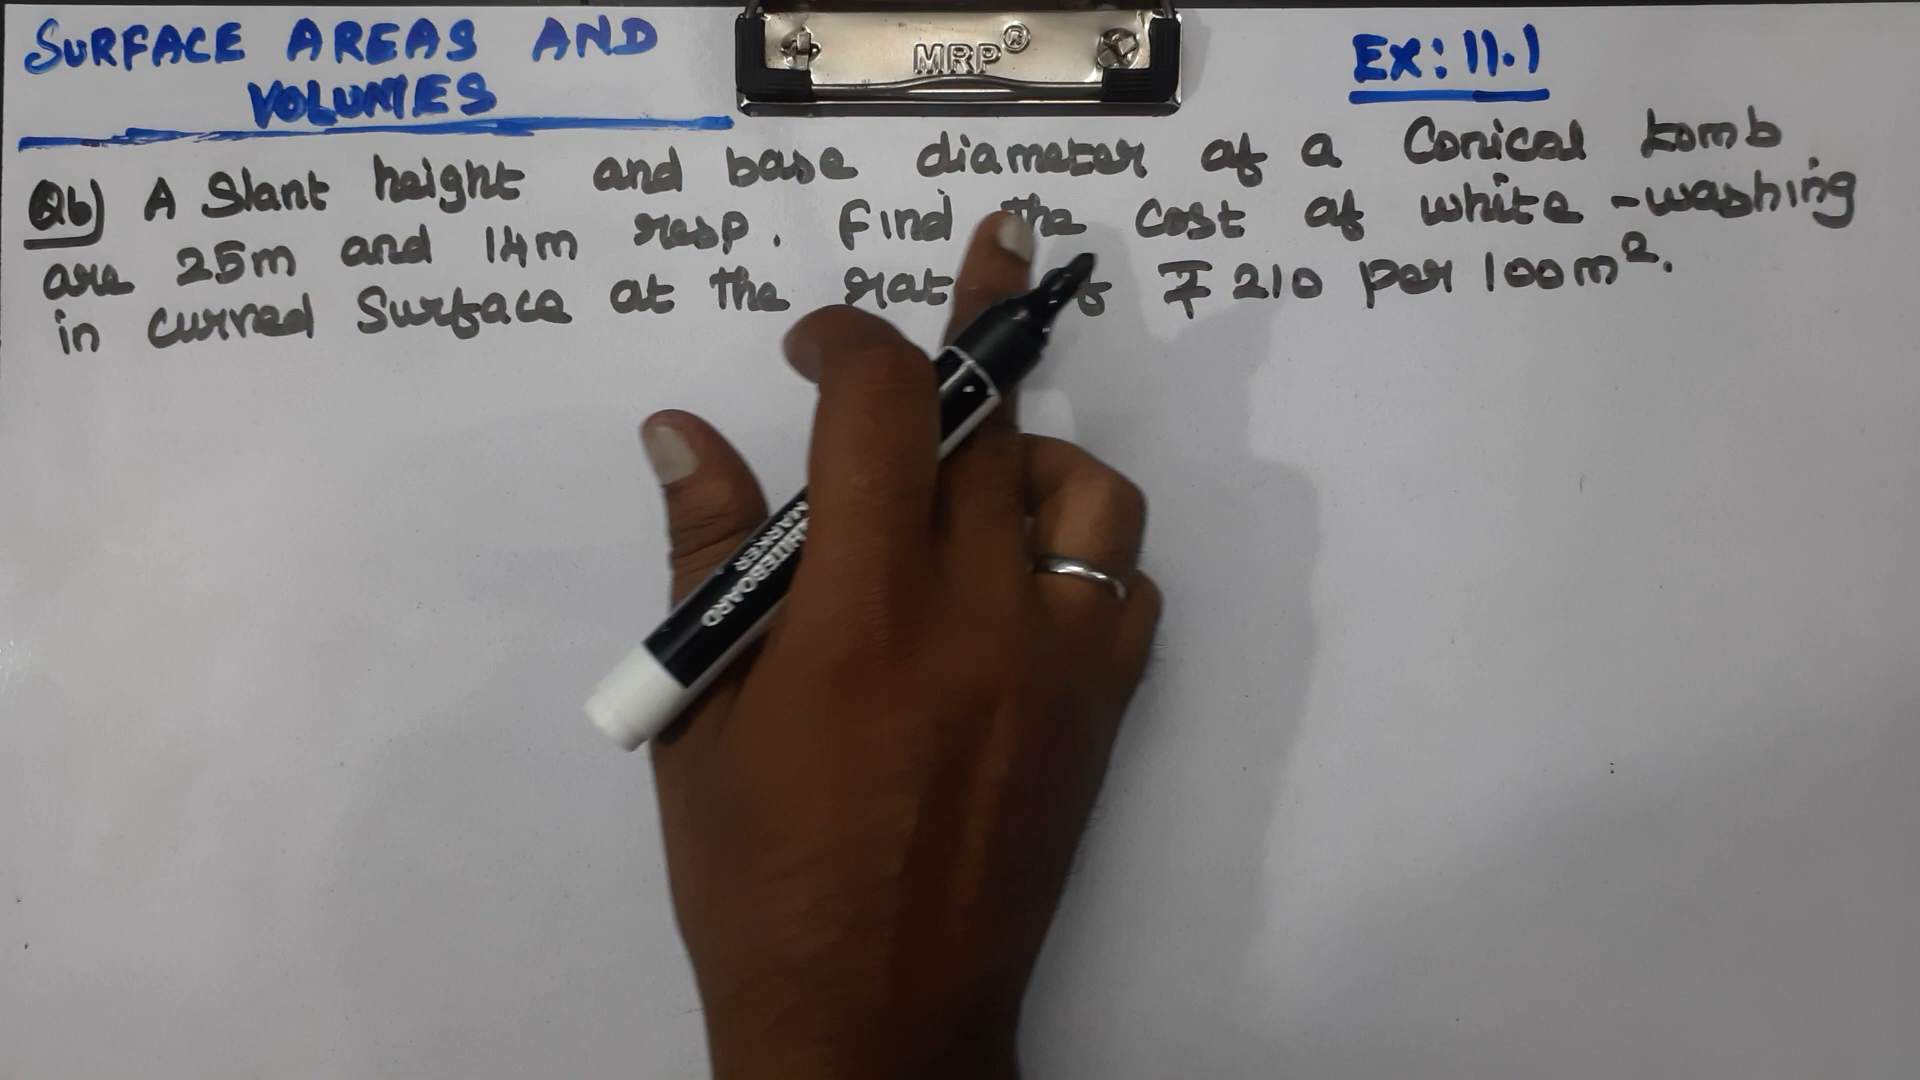 SURFACE AREAS AND
VOLUMES
MRP®
EX: 11.1
Q6) A Slant height and base diameter of a Conical tomb
are 25m and 14m resp. Find the Cost of white-washing
in curved Surface at the ₹ 210 per 100m².
WHITEBOARD
MARKER